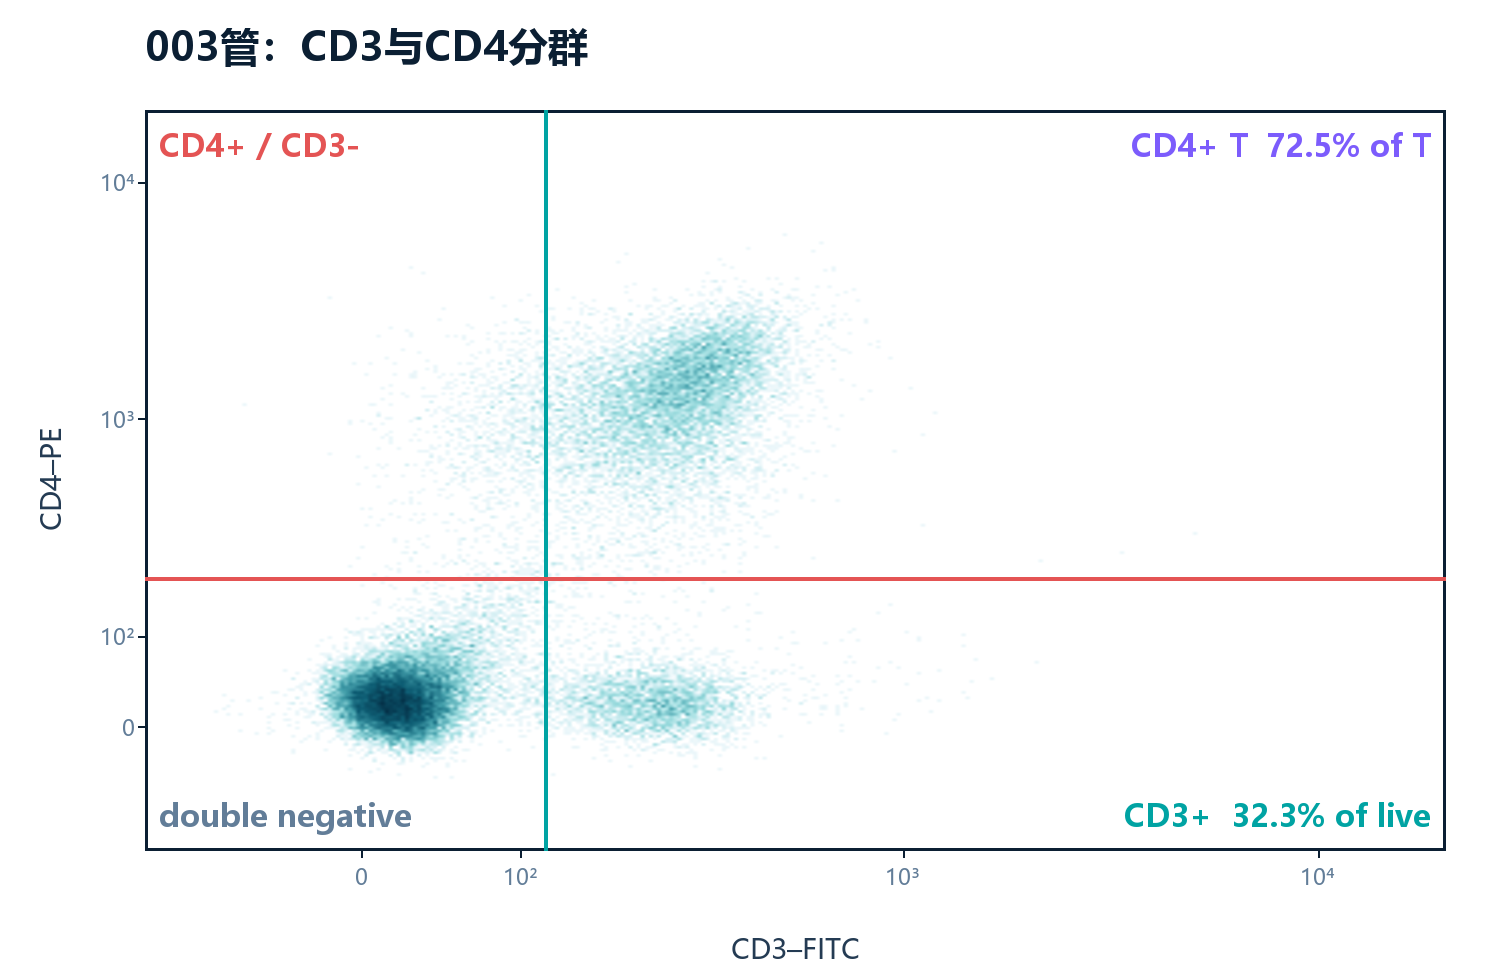 003管：CD3与CD4分群
CD4+ / CD3-
CD4+ T 72.5% of T
10⁴
10³
10²
0
CD4–PE
double negative
CD3+ 32.3% of live
0
10²
10³
10⁴
CD3–FITC